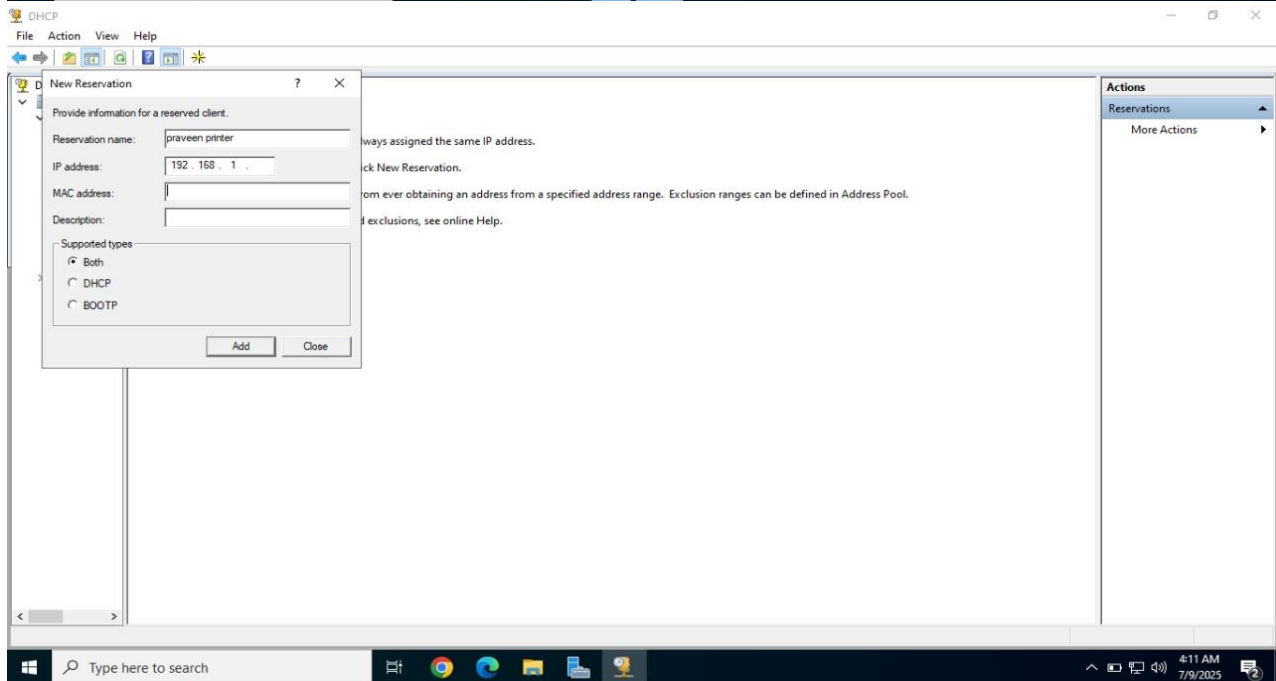 DHCP
File Action View Help
D
New Reservation ? ×
Provide information for a reserved client.
Reservation name: praveen printer
IP address: 192 . 168 . 1 .
MAC address:
Description:
Supported types
Both
DHCP
BOOTP
Add Close
lways assigned the same IP address.
ick New Reservation.
om ever obtaining an address from a specified address range. Exclusion ranges can be defined in Address Pool.
d exclusions, see online Help.
Actions
Reservations
More Actions
Type here to search
4:11 AM
7/9/2025
2